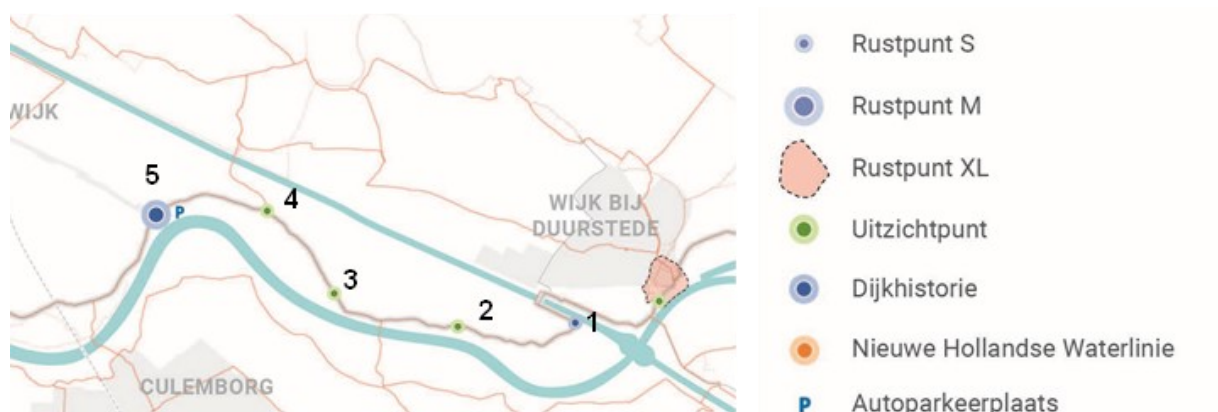 WIJK
5
P
4
WIJK BIJ
DUURSTEDE
3
2
1
CULEMBORG
Rustpunt S
Rustpunt M
Rustpunt XL
Uitzichtpunt
Dijkhistorie
Nieuwe Hollandse Waterlinie
P Autoparkeerplaats